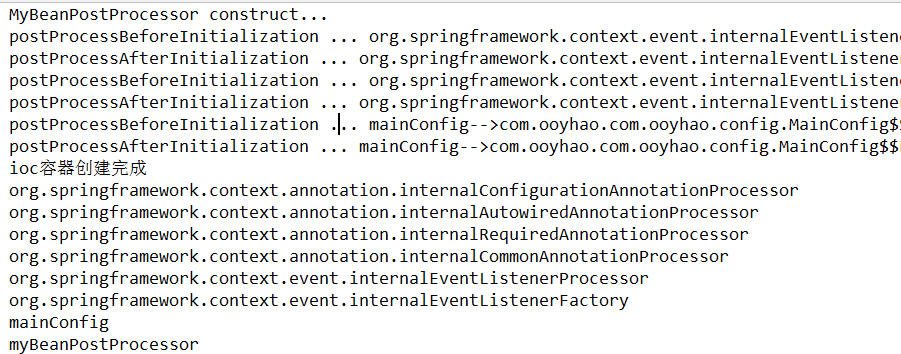 MyBeanPostProcessor construct...
postProcessBeforeInitialization ... org.springframework.context.event.internalEventListene
postProcessAfterInitialization ... org.springframework.context.event.internalEventListener
postProcessBeforeInitialization ... org.springframework.context.event.internalEventListene
postProcessAfterInitialization ... org.springframework.context.event.internalEventListener
postProcessBeforeInitialization ... mainConfig-->com.ooyhao.com.ooyhao.config.MainConfig$
postProcessAfterInitialization ... mainConfig-->com.ooyhao.com.ooyhao.config.MainConfig$$
ioc容器创建完成
org.springframework.context.annotation.internalConfigurationAnnotationProcessor
org.springframework.context.annotation.internalAutowiredAnnotationProcessor
org.springframework.context.annotation.internalRequiredAnnotationProcessor
org.springframework.context.annotation.internalCommonAnnotationProcessor
org.springframework.context.event.internalEventListenerProcessor
org.springframework.context.event.internalEventListenerFactory
mainConfig
myBeanPostProcessor